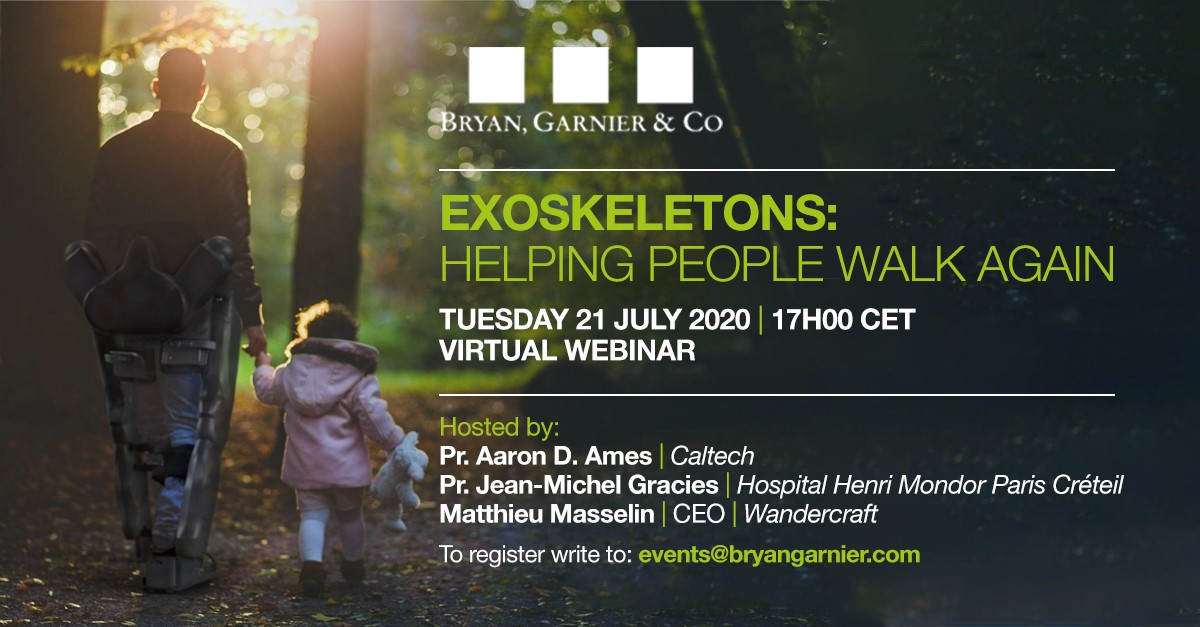 BRYAN, GARNIER & CO
EXOSKELETONS:
HELPING PEOPLE WALK AGAIN
TUESDAY 21 JULY 2020 | 17H00 CET
VIRTUAL WEBINAR
Hosted by:
Pr. Aaron D. Ames | Caltech
Pr. Jean-Michel Gracies | Hospital Henri Mondor Paris Créteil
Matthieu Masselin | CEO | Wandercraft
To register write to: events@bryangarnier.com